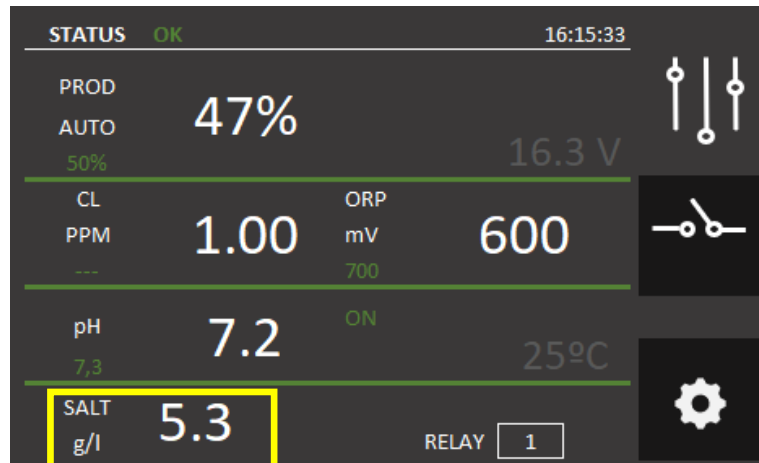 STATUS OK 16:15:33
PROD
AUTO 47%
50% 16.3 V
CL ORP
PPM 1.00 mV 600
--- 700
pH 7.2 ON
7,3 25ºC
SALT 5.3
g/l RELAY 1